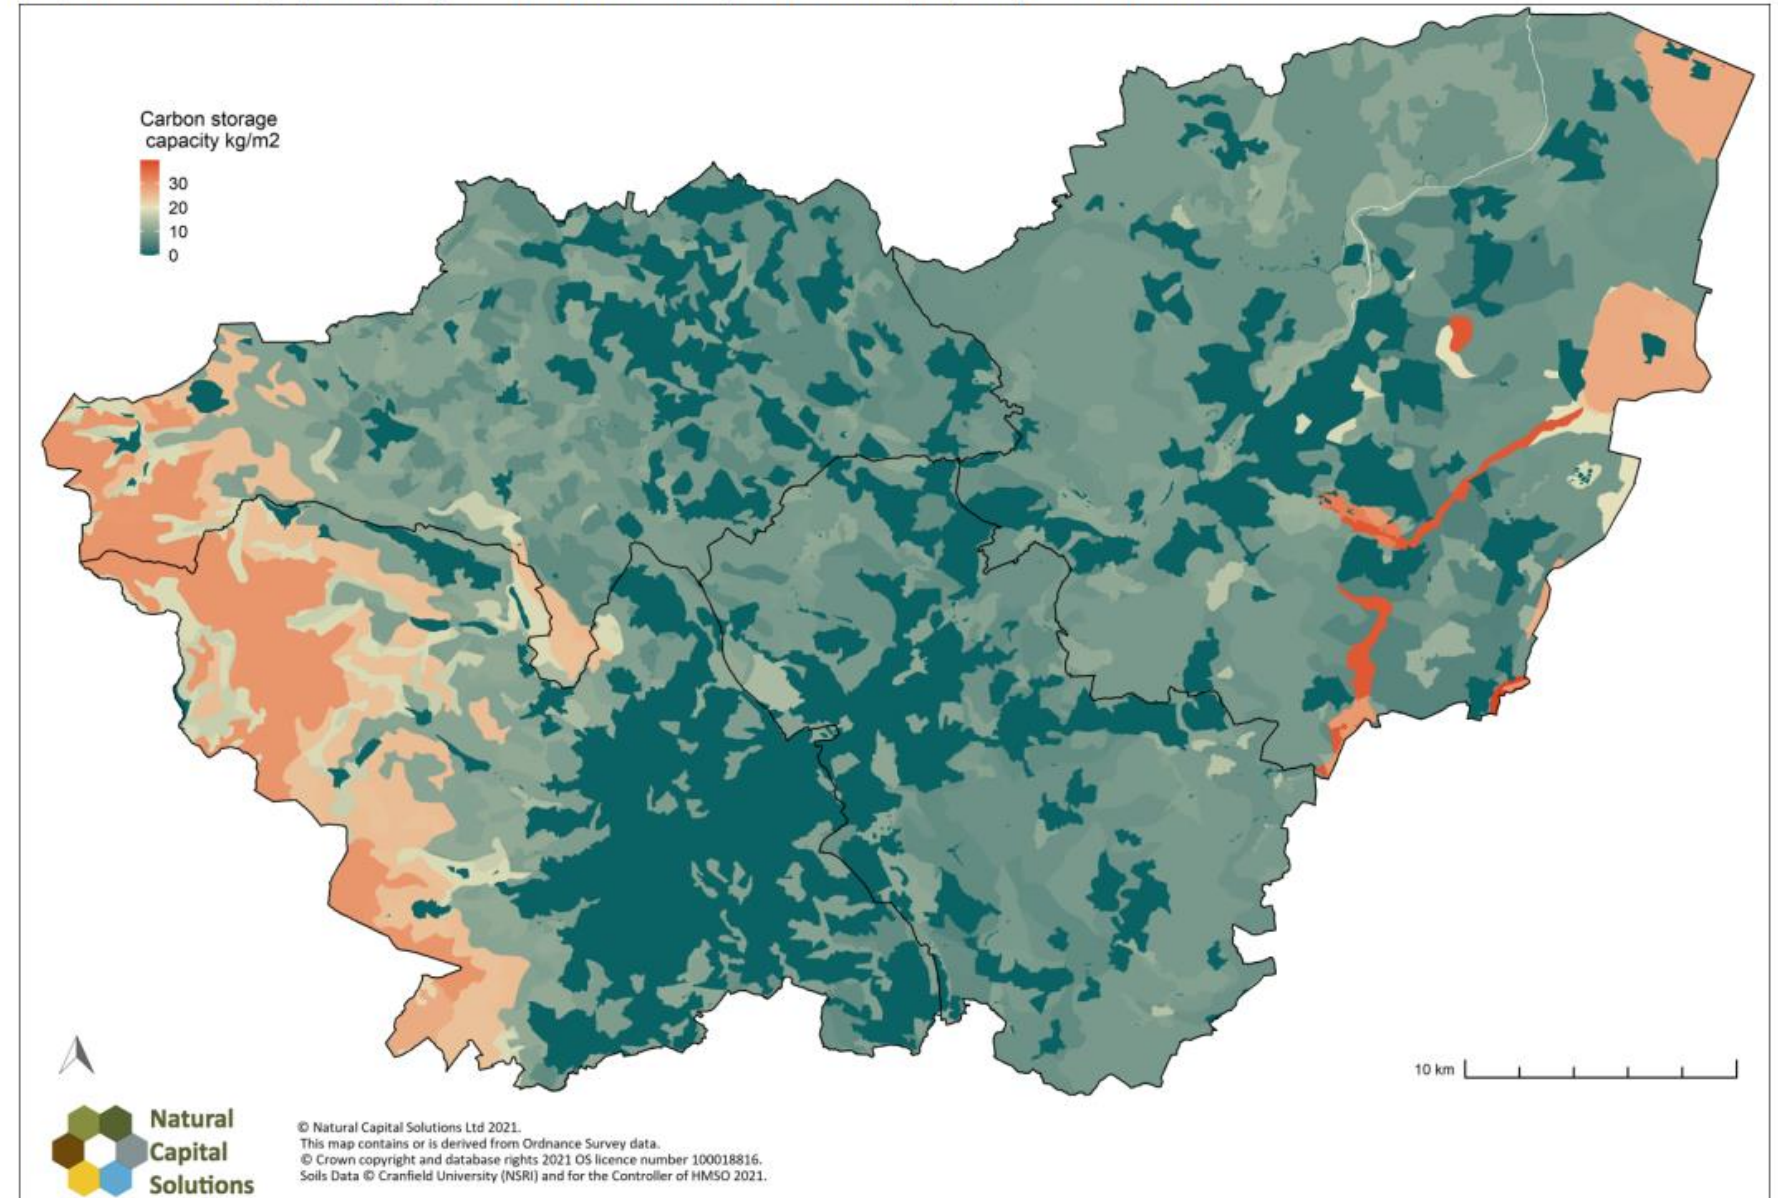 Carbon storage
capacity kg/m2
30
20
10
0
10 km
Natural
Capital
Solutions
© Natural Capital Solutions Ltd 2021.
This map contains or is derived from Ordnance Survey data.
© Crown copyright and database rights 2021 OS licence number 100018816.
Soils Data © Cranfield University (NSRI) and for the Controller of HMSO 2021.